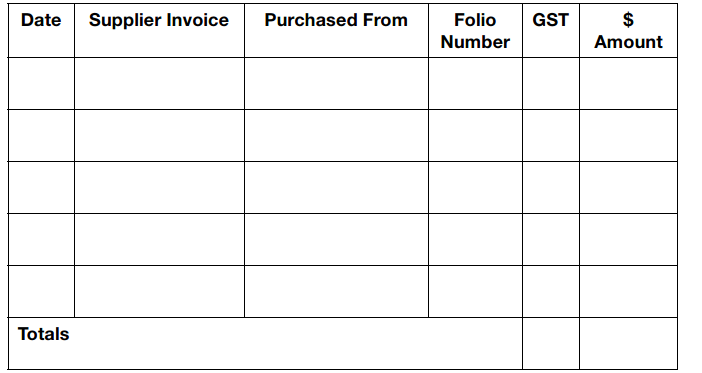 Date Supplier Invoice Purchased From Folio Number GST $ Amount
Totals